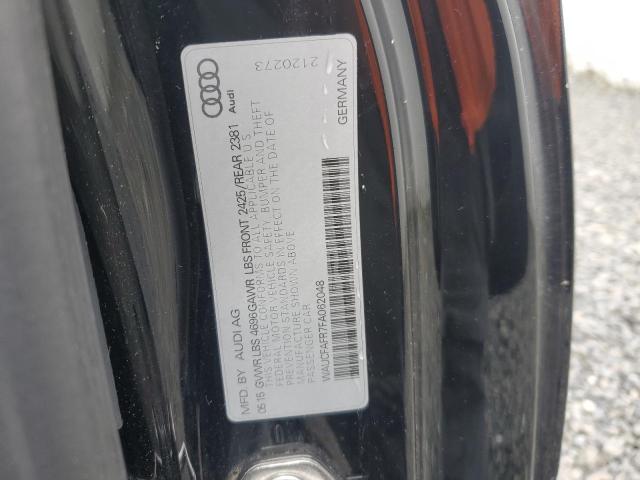 MFD BY AUDI AG
05 15 GVWR LBS 4696 GAWR LBS FRONT 2425/REAR 2381
THIS VEHICLE CONFORMS TO ALL APPLICABLE U S
FEDERAL MOTOR VEHICLE SAFETY, BUMPER AND THEFT
PREVENTION STANDARDS IN EFFECT ON THE DATE OF
MANUFACTURE SHOWN ABOVE.
PASSENGER CAR
WAUCFAFR7FA062048
Audi
2120273
GERMANY